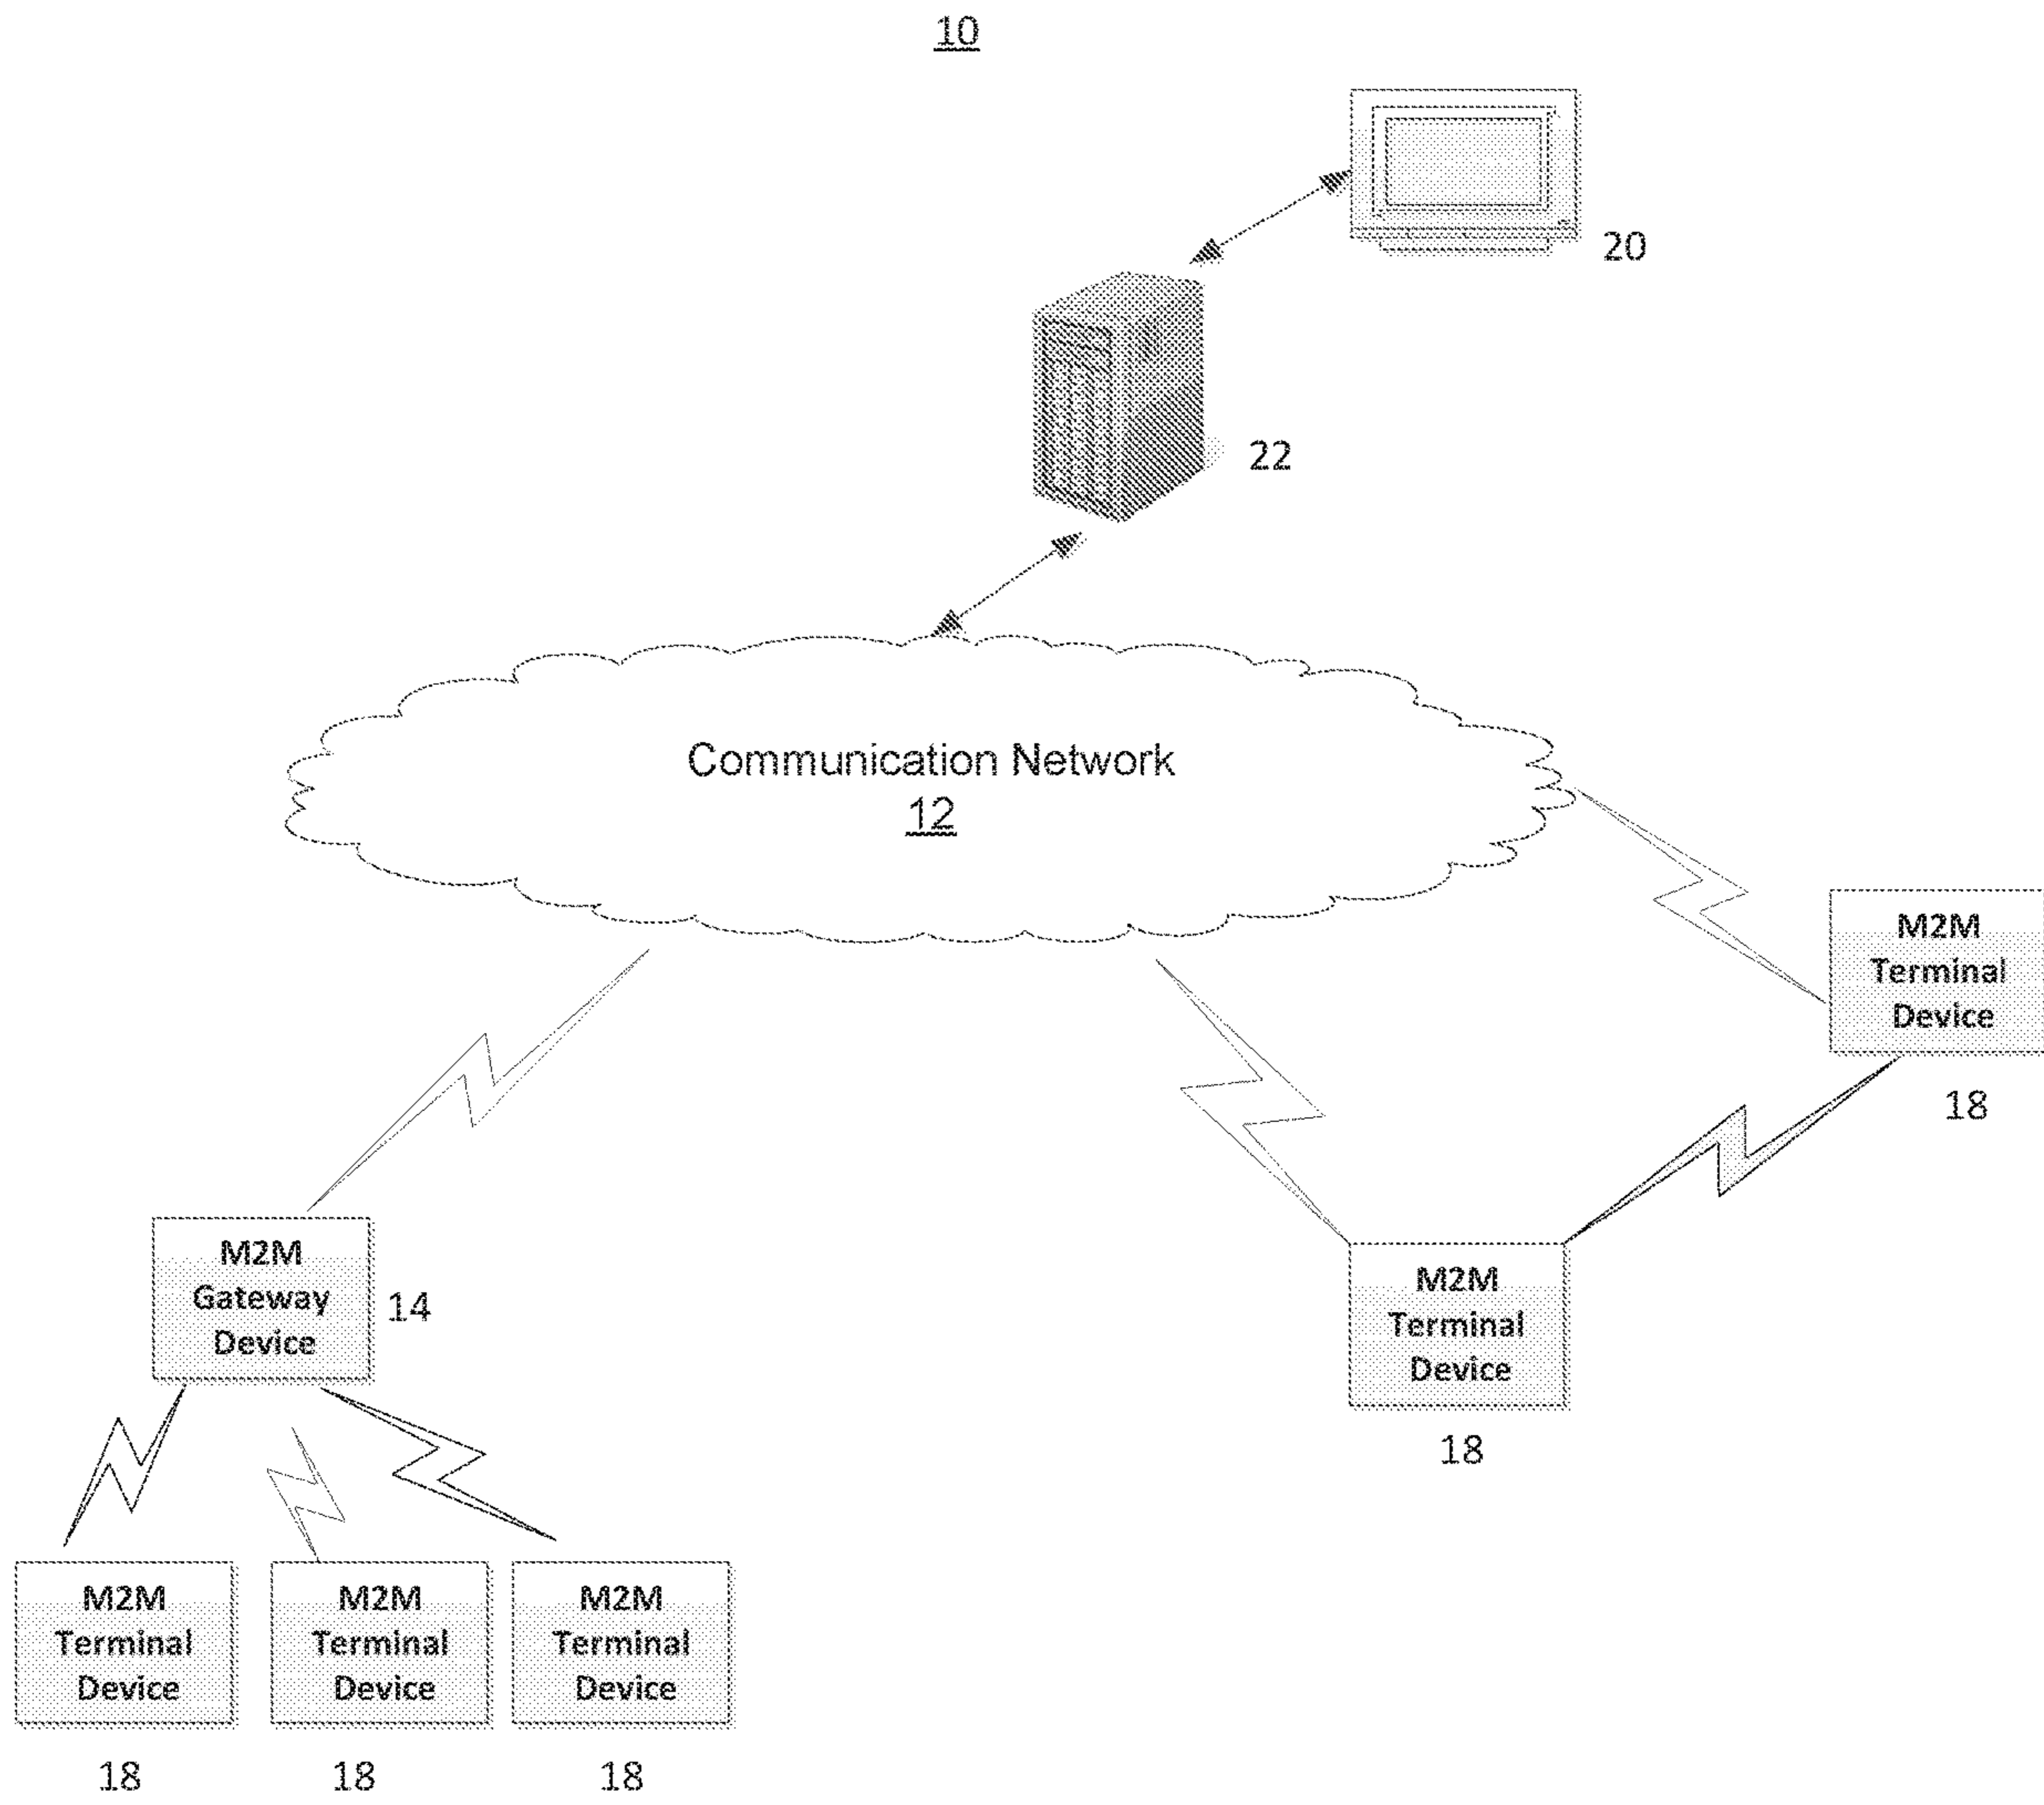 10
20
22
Communication Network
12
M2M
Terminal
Device
18
M2M
Gateway
Device
14
M2M
Terminal
Device
18
M2M
Terminal
Device
18
M2M
Terminal
Device
18
M2M
Terminal
Device
18